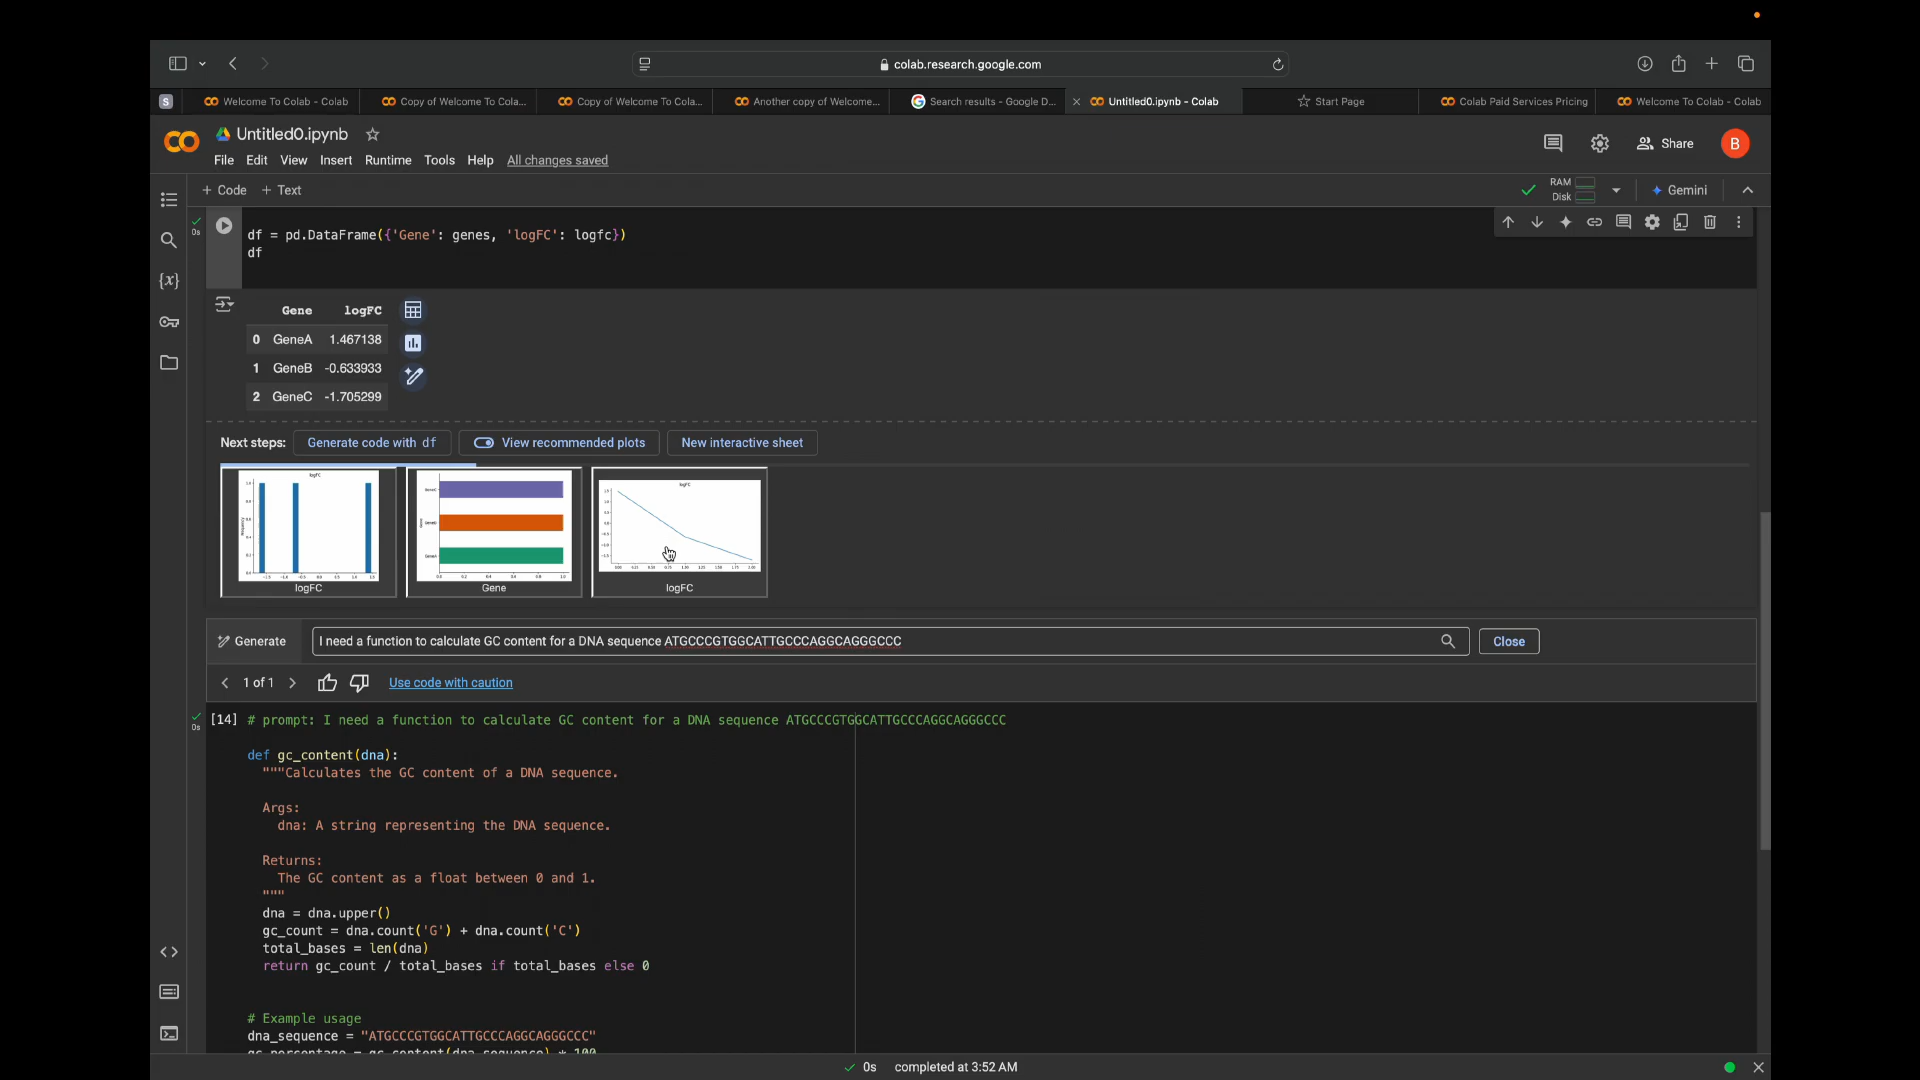 colab.research.google.com
S
Welcome To Colab - Colab
Copy of Welcome To Cola...
Copy of Welcome To Cola...
Another copy of Welcome...
Search results - Google D...
Untitled0.ipynb - Colab
Start Page
Colab Paid Services Pricing
Welcome To Colab - Colab
Untitled0.ipynb
File Edit View Insert Runtime Tools Help All changes saved
Share
B
+ Code + Text
RAM
Disk
Gemini
0s
df = pd.DataFrame({'Gene': genes, 'logFC': logfc})
df
Gene logFC
0 GeneA 1.467138
1 GeneB -0.633933
2 GeneC -1.705299
Next steps: Generate code with df View recommended plots New interactive sheet
logFC
Gene
logFC
Generate
I need a function to calculate GC content for a DNA sequence ATGCCCGTGGCATTGCCCAGGCAGGGCCC
Close
1 of 1
Use code with caution
0s
[14] # prompt: I need a function to calculate GC content for a DNA sequence ATGCCCGTGGCATTGCCCAGGCAGGGCCC
def gc_content(dna):
"""Calculates the GC content of a DNA sequence.
Args:
dna: A string representing the DNA sequence.
Returns:
The GC content as a float between 0 and 1.
"""
dna = dna.upper()
gc_count = dna.count('G') + dna.count('C')
total_bases = len(dna)
return gc_count / total_bases if total_bases else 0
# Example usage
dna_sequence = "ATGCCCGTGGCATTGCCCAGGCAGGGCCC"
gc_percentage = gc_content(dna_sequence) * 100
0s completed at 3:52 AM